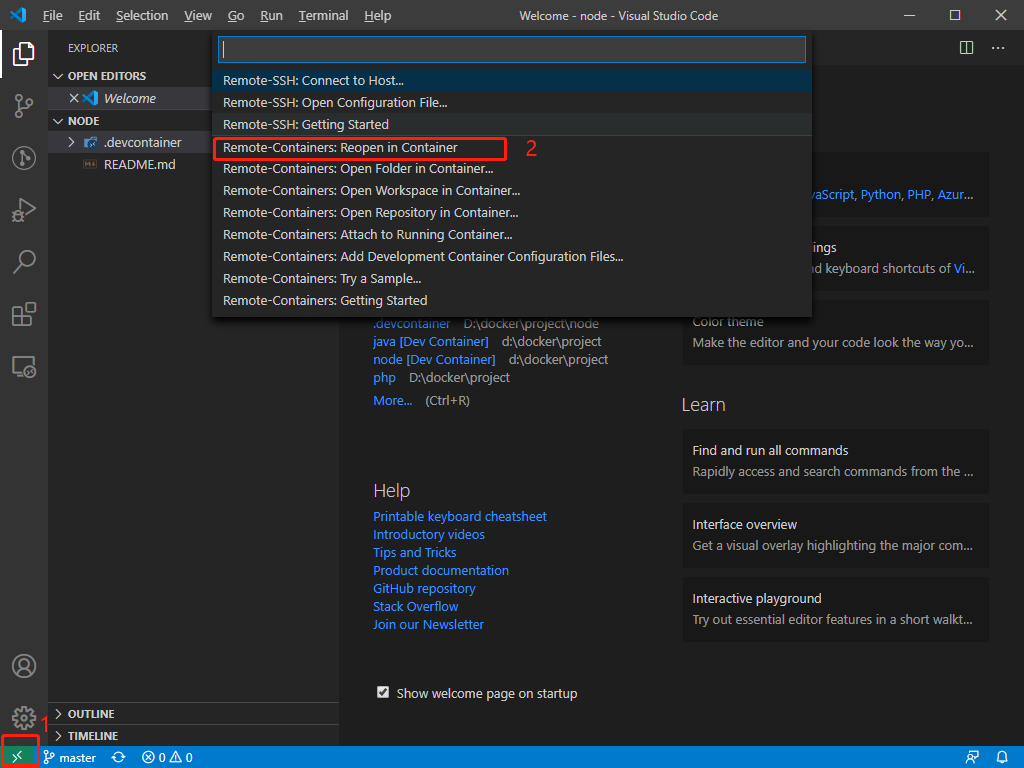 File Edit Selection View Go Run Terminal Help Welcome - node - Visual Studio Code
EXPLORER
OPEN EDITORS
Welcome
NODE
.devcontainer
README.md
Remote-SSH: Connect to Host...
Remote-SSH: Open Configuration File...
Remote-SSH: Getting Started
Remote-Containers: Reopen in Container 2
Remote-Containers: Open Folder in Container...
Remote-Containers: Open Workspace in Container...
Remote-Containers: Open Repository in Container...
Remote-Containers: Attach to Running Container...
Remote-Containers: Add Development Container Configuration Files...
Remote-Containers: Try a Sample...
Remote-Containers: Getting Started
.devcontainer D:\docker\project\node
java [Dev Container] d:\docker\project
node [Dev Container] d:\docker\project
php D:\docker\project
More... (Ctrl+R)
Help
Printable keyboard cheatsheet
Introductory videos
Tips and Tricks
Product documentation
GitHub repository
Stack Overflow
Join our Newsletter
Show welcome page on startup
vaScript, Python, PHP, Azur...
ings
d keyboard shortcuts of Vi...
Color theme
Make the editor and your code look the way yo...
Learn
Find and run all commands
Rapidly access and search commands from the ...
Interface overview
Get a visual overlay highlighting the major com...
Interactive playground
Try out essential editor features in a short walkt...
OUTLINE
1
TIMELINE
master 0 0